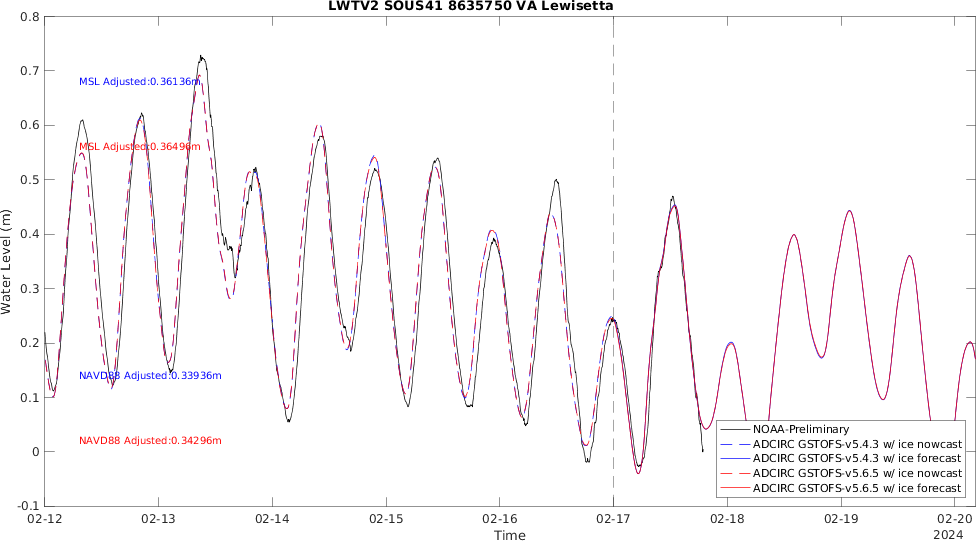 LWTV2 SOUS41 8635750 VA Lewisetta
0.8
0.7
0.6
0.5
0.4
0.3
0.2
0.1
0
-0.1
Water Level (m)
MSL Adjusted:0.36136m
MSL Adjusted:0.36496m
NAVD88 Adjusted:0.33936m
NAVD88 Adjusted:0.34296m
NOAA-Preliminary
ADCIRC GSTOFS-v5.4.3 w/ ice nowcast
ADCIRC GSTOFS-v5.4.3 w/ ice forecast
ADCIRC GSTOFS-v5.6.5 w/ ice nowcast
ADCIRC GSTOFS-v5.6.5 w/ ice forecast
02-12 02-13 02-14 02-15 02-16 02-17 02-18 02-19 02-20
Time
2024